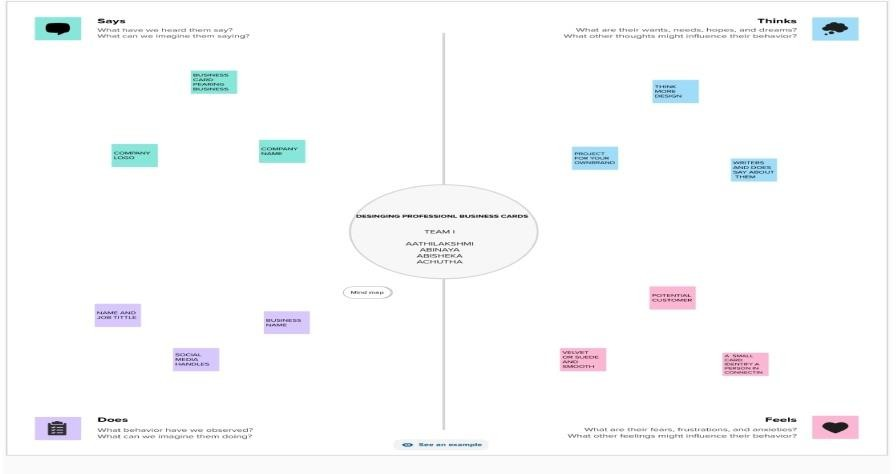 Says
What have we heard them say?
What can we imagine them saying?
Thinks
What are their wants, needs, hopes, and dreams?
What other thoughts might influence their behavior?
BUSINESS
CARD
PEARING
BUSINESS
COMPANY
LOGO
COMPANY
NAME
THINK
MORE
DESIGN
PROJECT
FOR YOUR
OWNBRAND
WRITERS
AND DOES
SAY ABOUT
THEM
DESINGING PROFESSIONL BUSINESS CARDS
TEAM I
AATHILAKSHMI
ABINAYA
ABISHEKA
ACHUTHA
Mind map
NAME AND
JOB TITTLE
BUSINESS
NAME
SOCIAL
MEDIA
HANDLES
POTENTIAL
CUSTOMER
VELVET
OR SUEDE
AND
SMOOTH
A SMALL
CARD
IDENTIFY A
PERSON IN
CONNECTIN
Does
What behavior have we observed?
What can we imagine them doing?
See an example
Feels
What are their fears, frustrations, and anxieties?
What other feelings might influence their behavior?